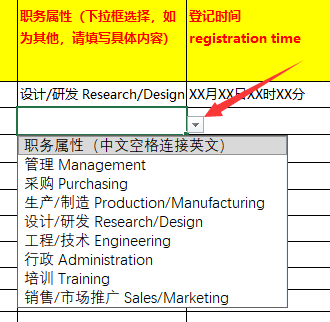 职务属性（下拉框选择，如
为其他，请填写具体内容）
登记时间
registration time
设计/研发 Research/Design
XX月XX日XX时XX分
职务属性（中文空格连接英文）
管理 Management
采购 Purchasing
生产/制造 Production/Manufacturing
设计/研发 Research/Design
工程/技术 Engineering
行政 Administration
培训 Training
销售/市场推广 Sales/Marketing